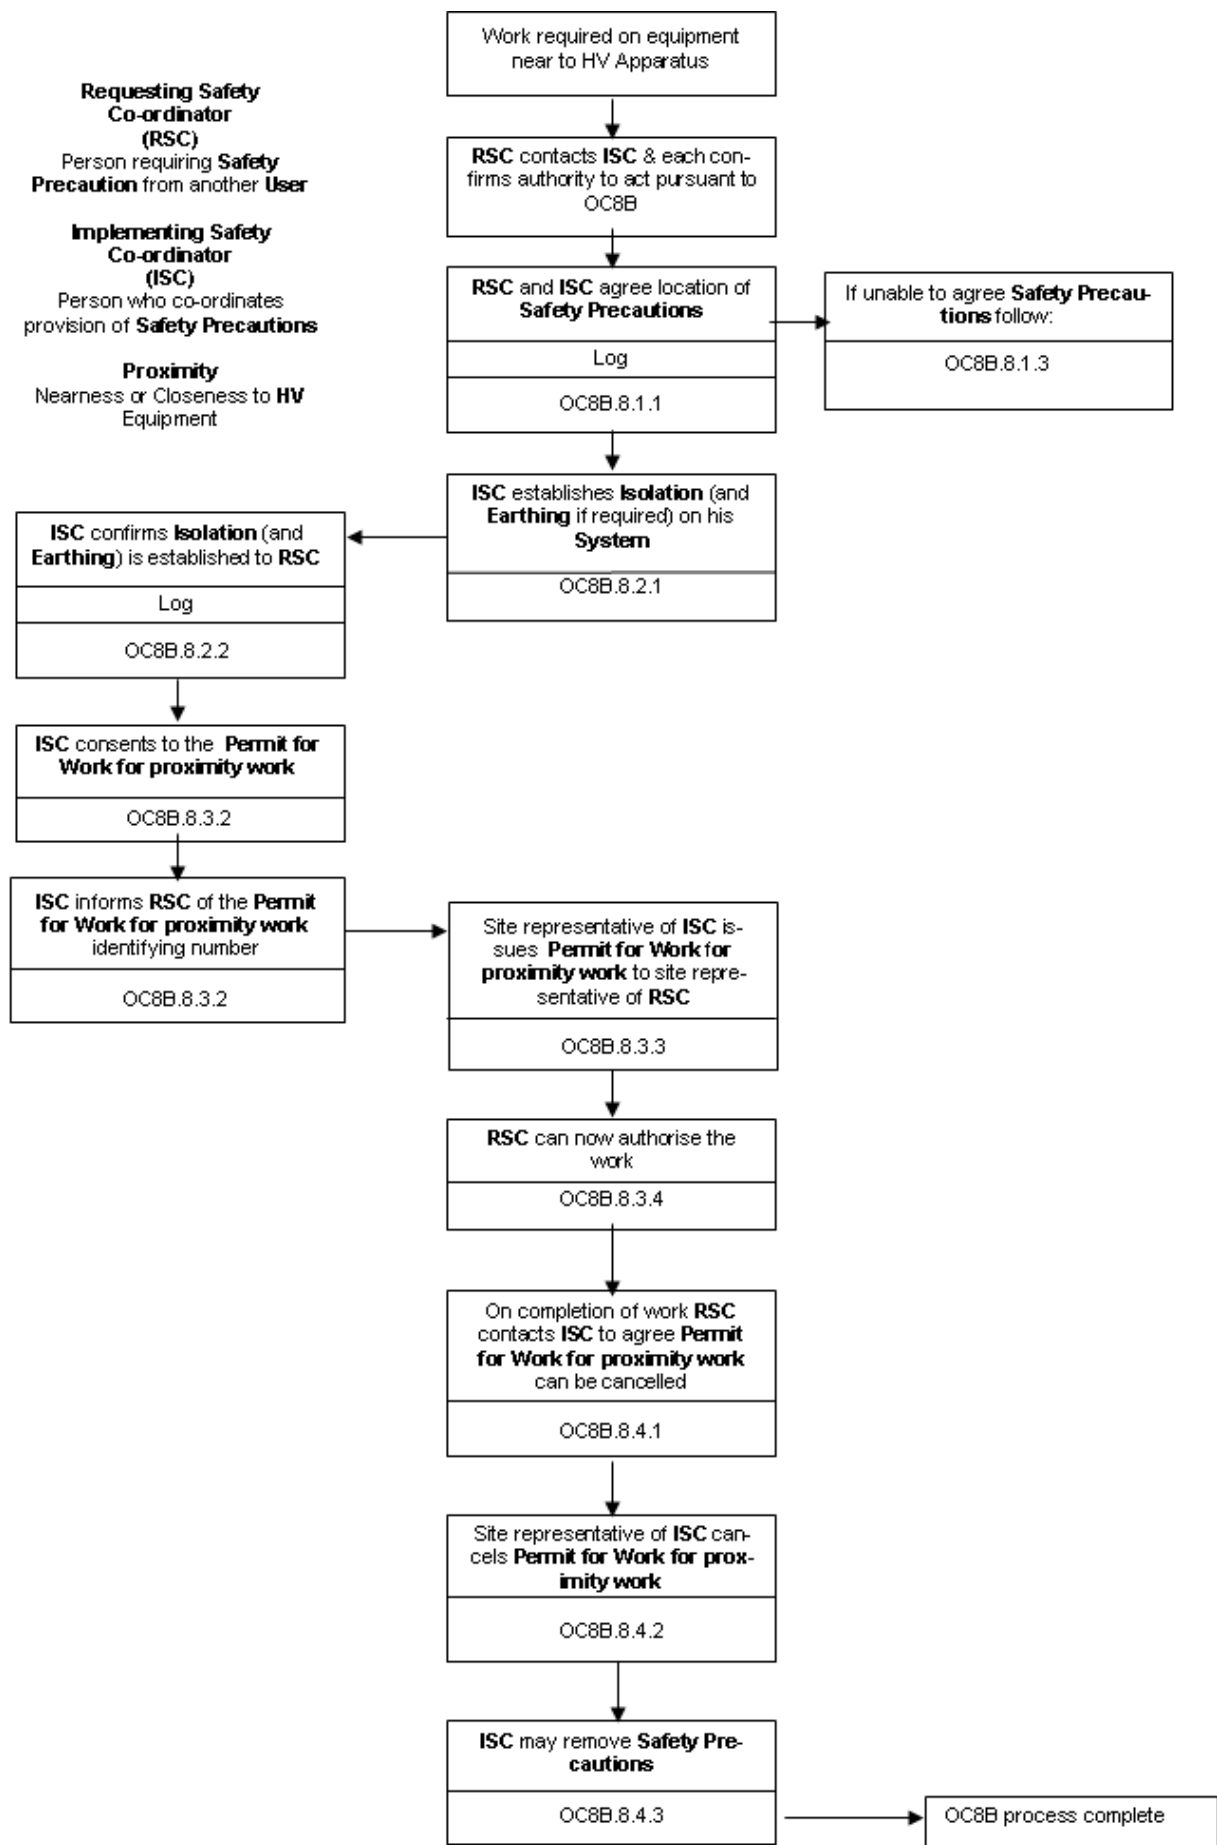 Work required on equipment
near to HV Apparatus
Requesting Safety
Co-ordinator
(RSC)
Person requiring Safety
Precaution from another User
Implementing Safety
Co-ordinator
(ISC)
Person who co-ordinates
provision of Safety Precautions
Proximity
Nearness or Closeness to HV
Equipment
RSC contacts ISC & each con-
firms authority to act pursuant to
OC8B
RSC and ISC agree location of
Safety Precautions
Log
OC8B.8.1.1
If unable to agree Safety Precau-
tions follow:
OC8B.8.1.3
ISC establishes Isolation (and
Earthing if required) on his
System
OC8B.8.2.1
ISC confirms Isolation (and
Earthing) is established to RSC
Log
OC8B.8.2.2
ISC consents to the Permit for
Work for proximity work
OC8B.8.3.2
ISC informs RSC of the Permit
for Work for proximity work
identifying number
OC8B.8.3.2
Site representative of ISC is-
sues Permit for Work for
proximity work to site repre-
sentative of RSC
OC8B.8.3.3
RSC can now authorise the
work
OC8B.8.3.4
On completion of work RSC
contacts ISC to agree Permit
for Work for proximity work
can be cancelled
OC8B.8.4.1
Site representative of ISC can-
cels Permit for Work for prox-
imity work
OC8B.8.4.2
ISC may remove Safety Pre-
cautions
OC8B.8.4.3
OC8B process complete